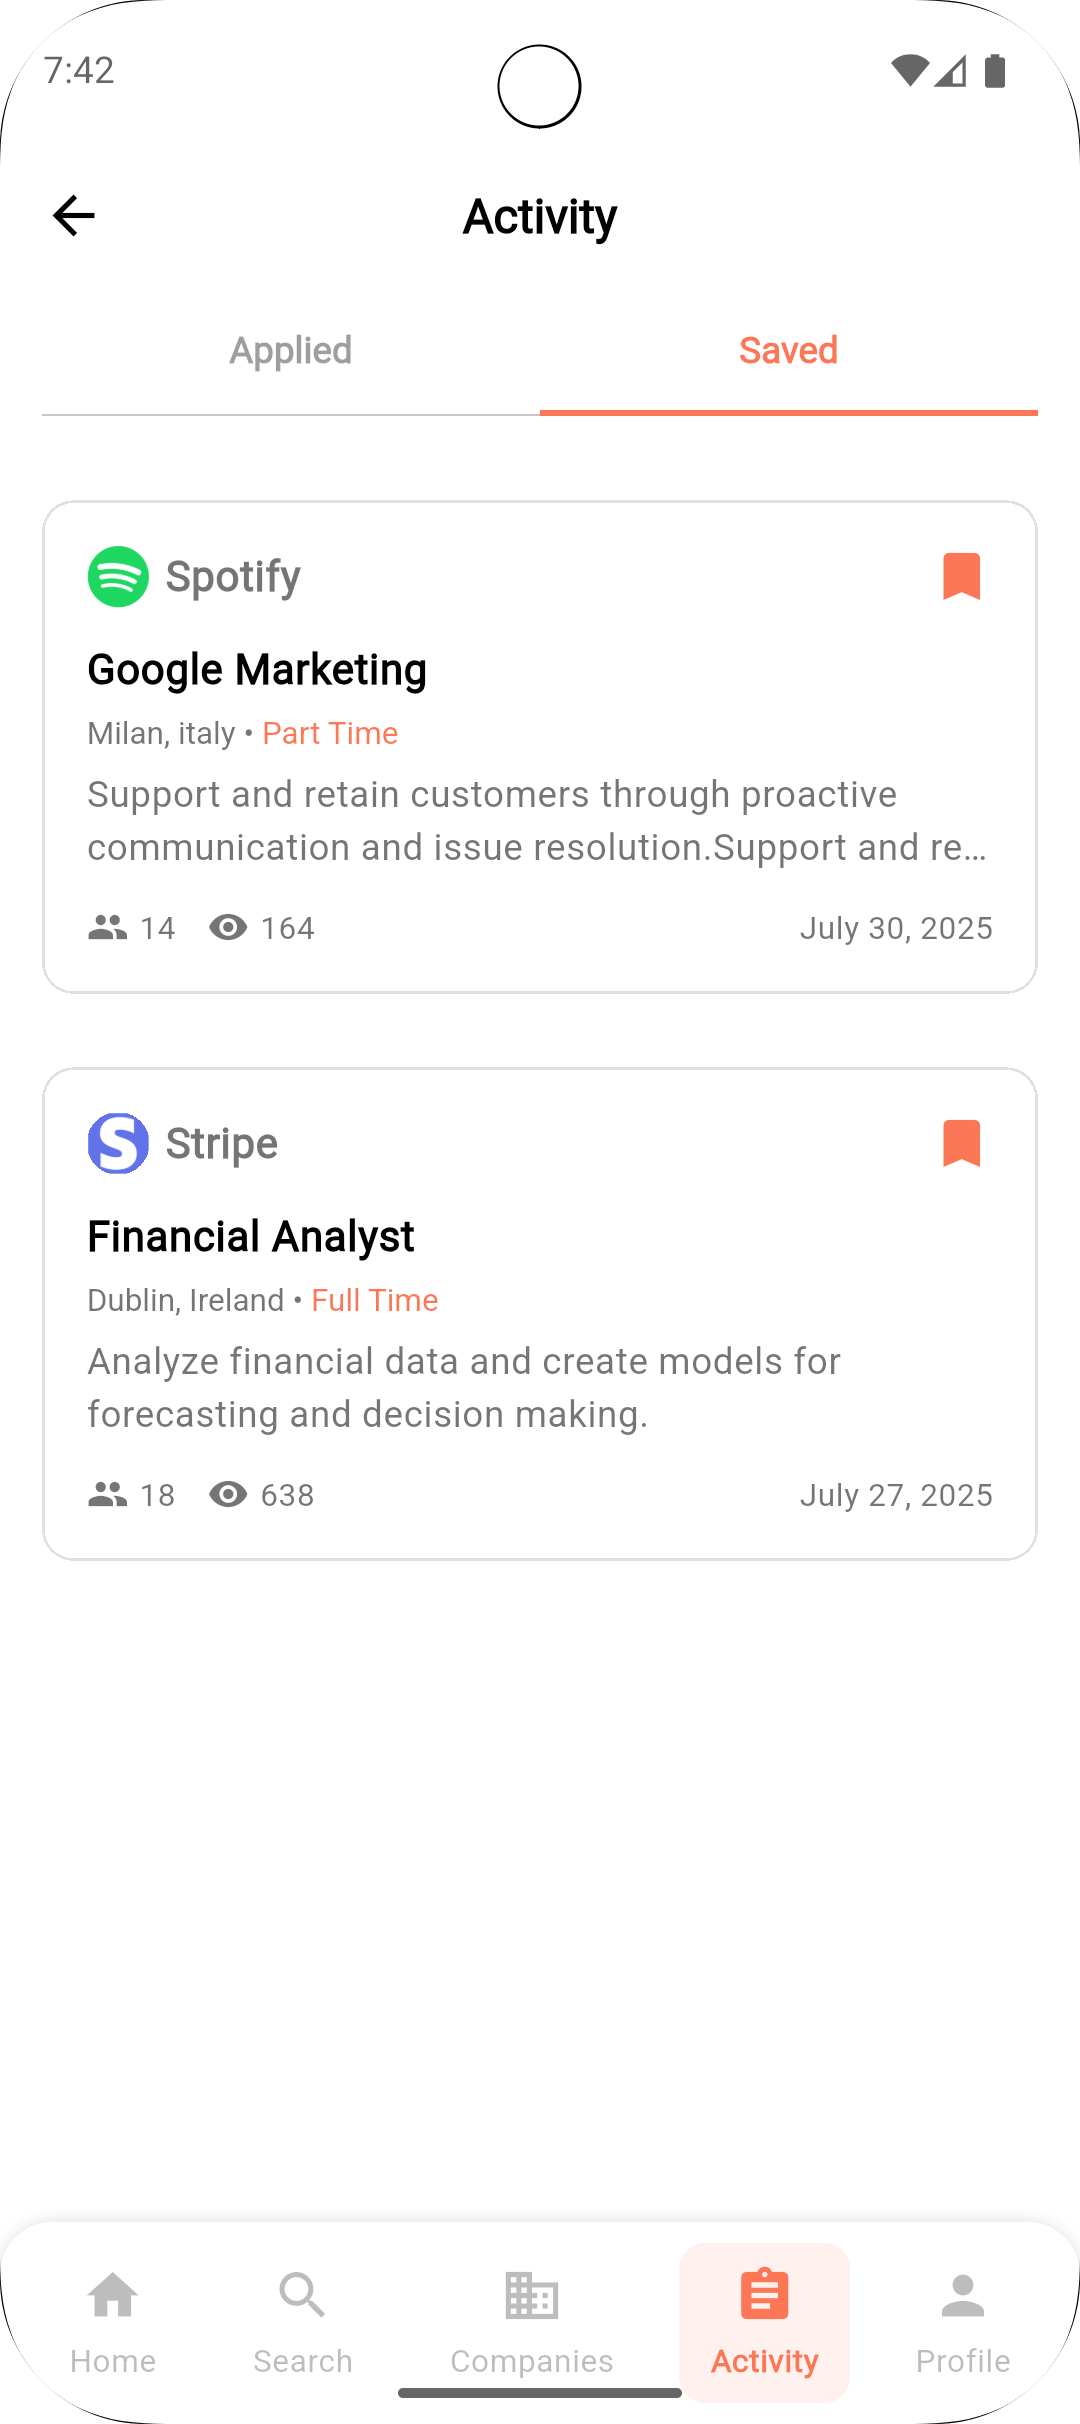 7:42
Activity
Applied
Saved
Spotify
Google Marketing
Milan, italy • Part Time
Support and retain customers through proactive
communication and issue resolution.Support and re...
14 164 July 30, 2025
Stripe
Financial Analyst
Dublin, Ireland • Full Time
Analyze financial data and create models for
forecasting and decision making.
18 638 July 27, 2025
Home Search Companies Activity Profile